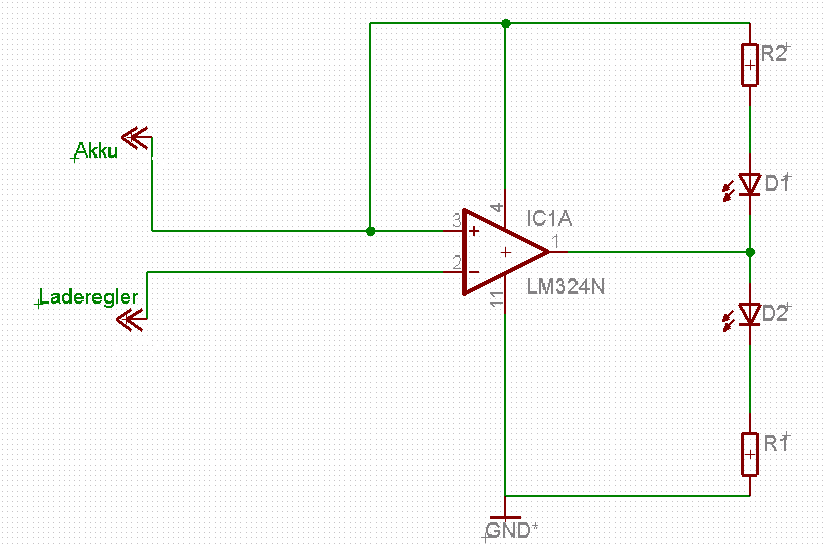 R2
Akku
D1
4
IC1A
3
1
2
Laderegler
11
LM324N
D2
R1
GND*